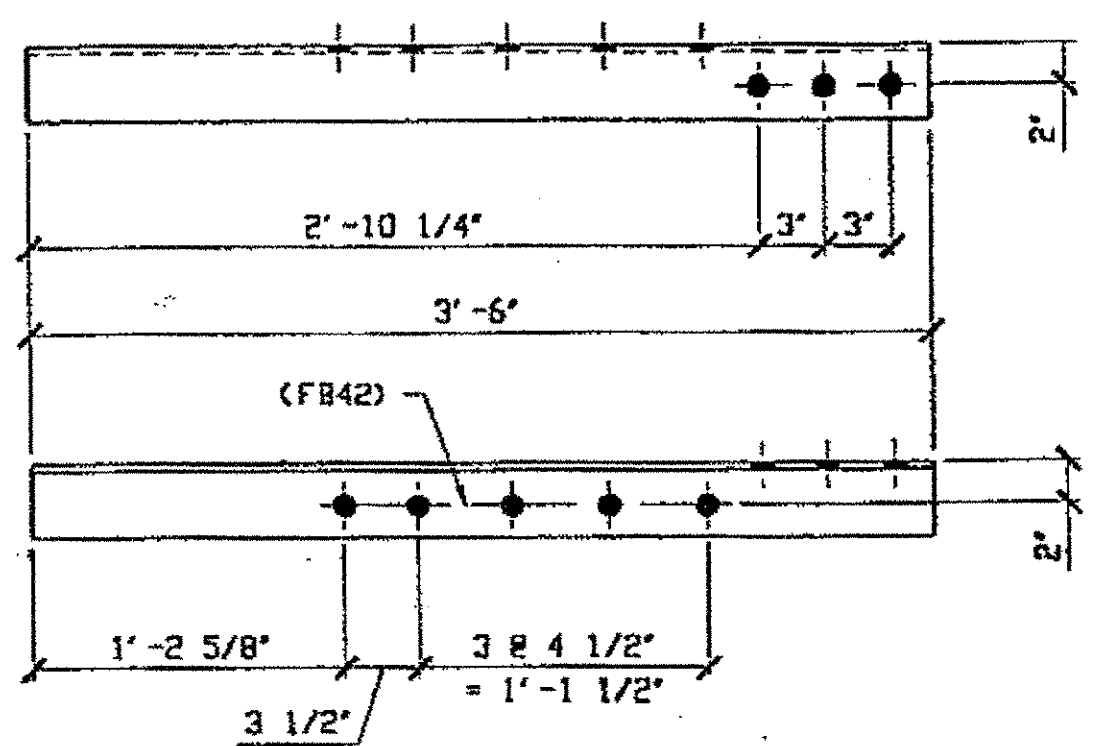 2"
2'-10 1/4" 3" 3"
3'-6"
(FB42)
2"
1'-2 5/8" 3 @ 4 1/2"
= 1'-1 1/2"
3 1/2"